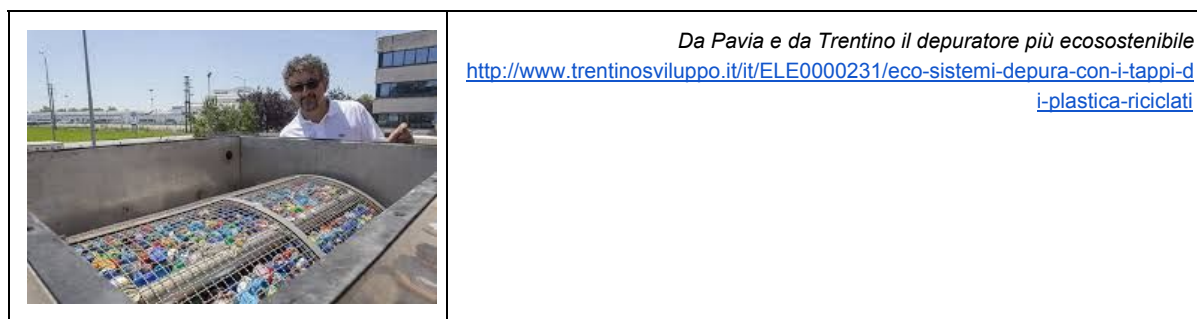 Da Pavia e da Trentino il depuratore più ecosostenibile
http://www.trentinosviluppo.it/it/ELE0000231/eco-sistemi-depura-con-i-tappi-d
i-plastica-riciclati